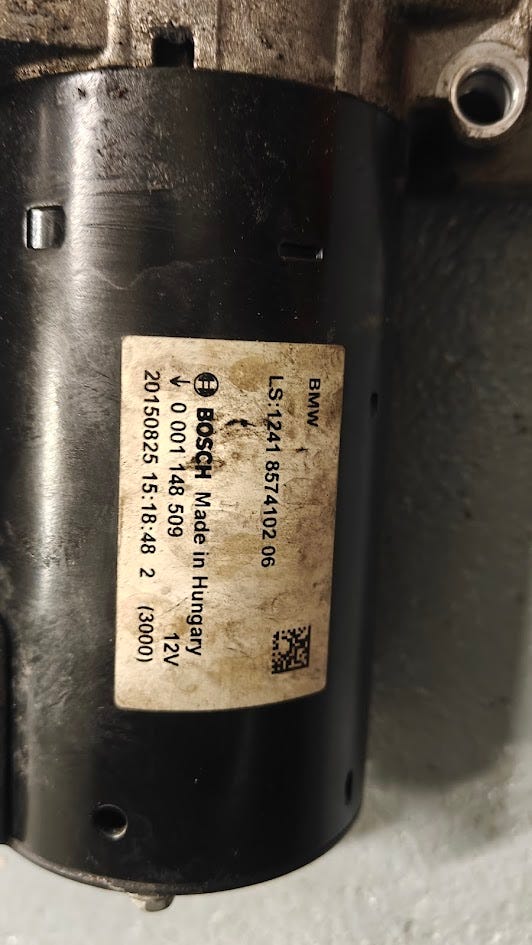 BMW
LS:1241 8574102 06
BOSCH Made in Hungary
0 001 148 509 12V
20150825 15:18:48 2 (3000)